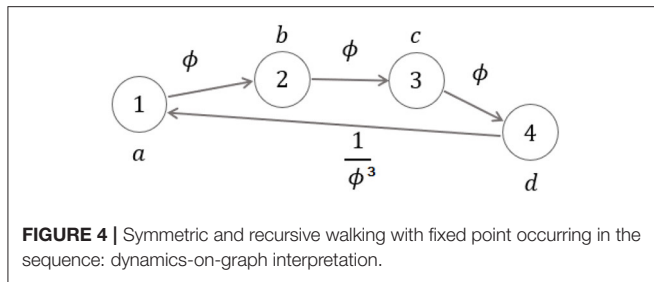 b
c
ϕ
ϕ
ϕ
1
2
3
4
a
1
ϕ³
d
FIGURE 4 | Symmetric and recursive walking with fixed point occurring in the
sequence: dynamics-on-graph interpretation.